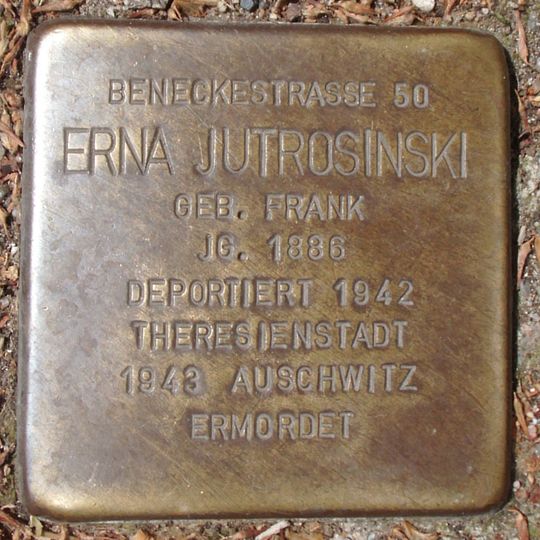 BENECKESTRASSE 50
ERNA JUTROSINSKI
GEB. FRANK
JG. 1886
DEPORTIERT 1942
THERESIENSTADT
1943 AUSCHWITZ
ERMORDET